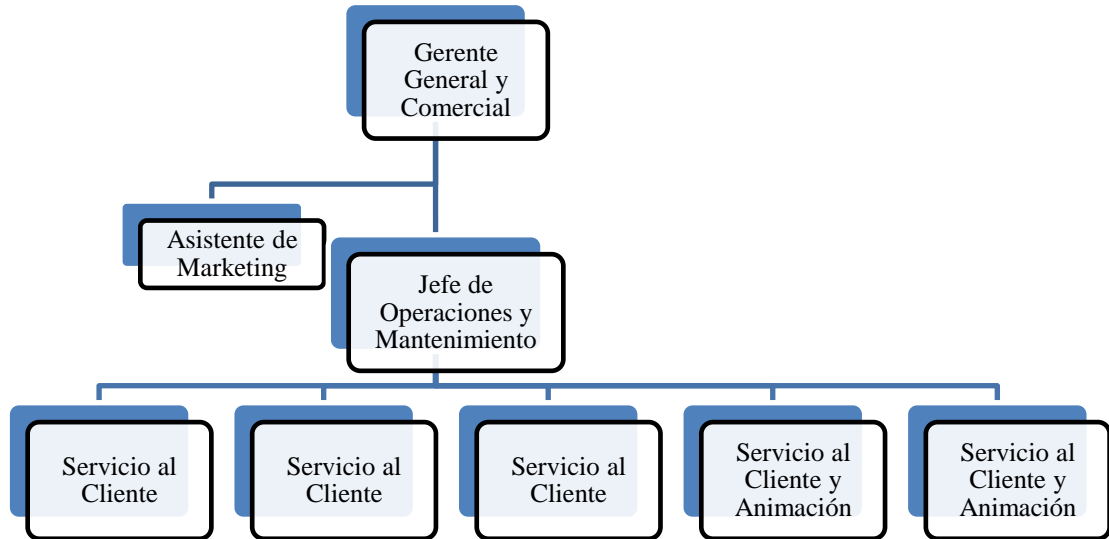 Gerente
General y
Comercial
Asistente de
Marketing
Jefe de
Operaciones y
Mantenimiento
Servicio al
Cliente
Servicio al
Cliente
Servicio al
Cliente
Servicio al
Cliente y
Animación
Servicio al
Cliente y
Animación